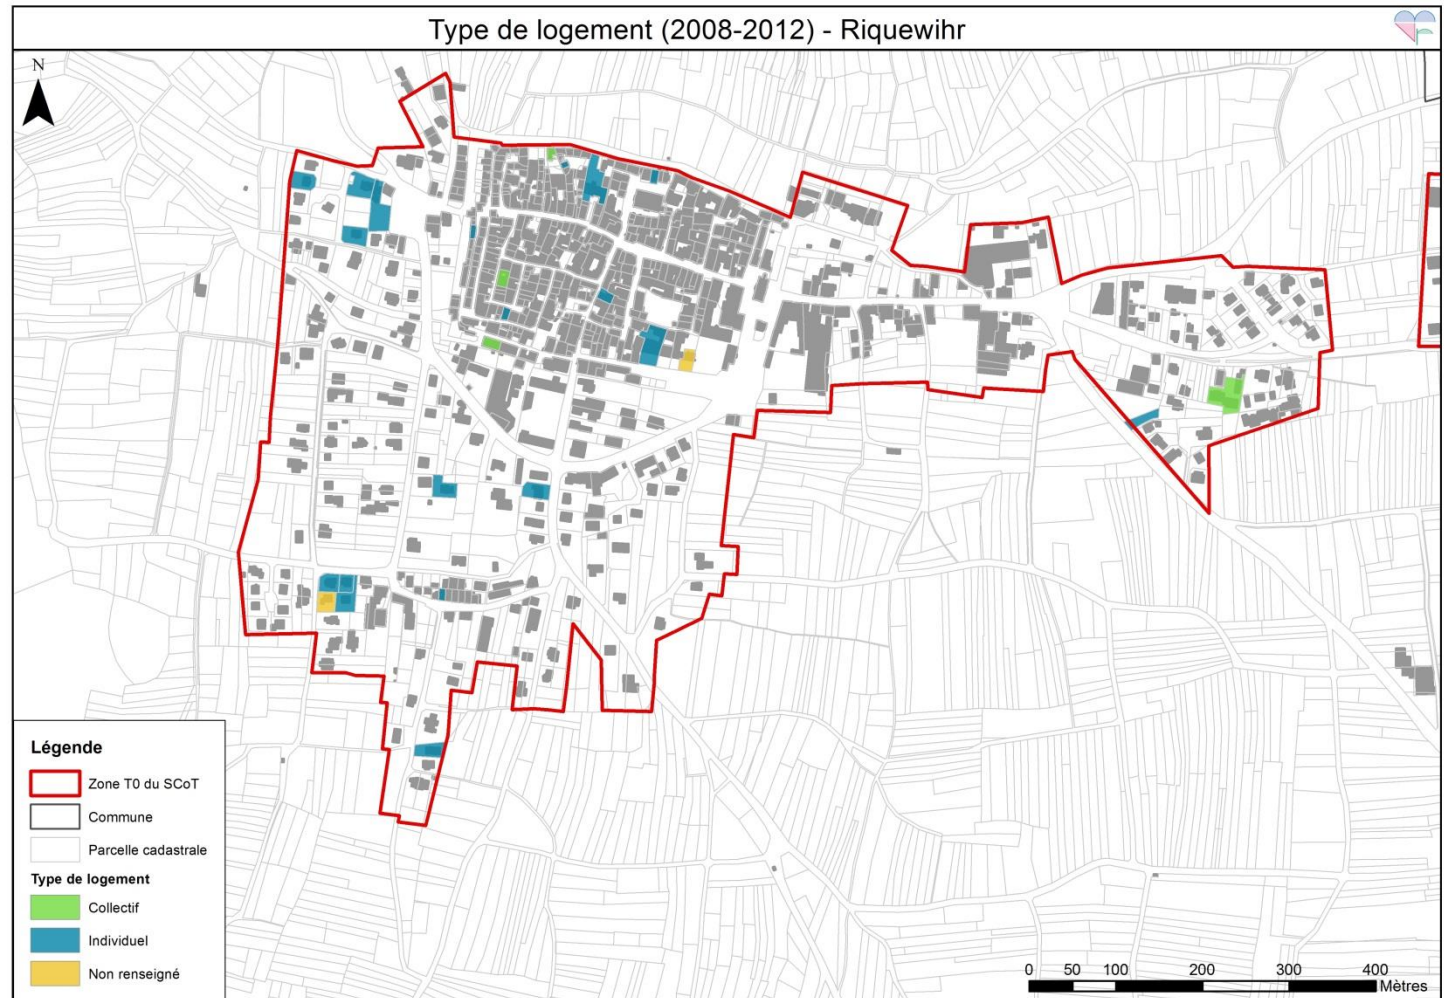 Type de logement (2008-2012) - Riquewihr
N
Légende
Zone T0 du SCoT
Commune
Parcelle cadastrale
Type de logement
Collectif
Individuel
Non renseigné
0 50 100 200 300 400
Mètres